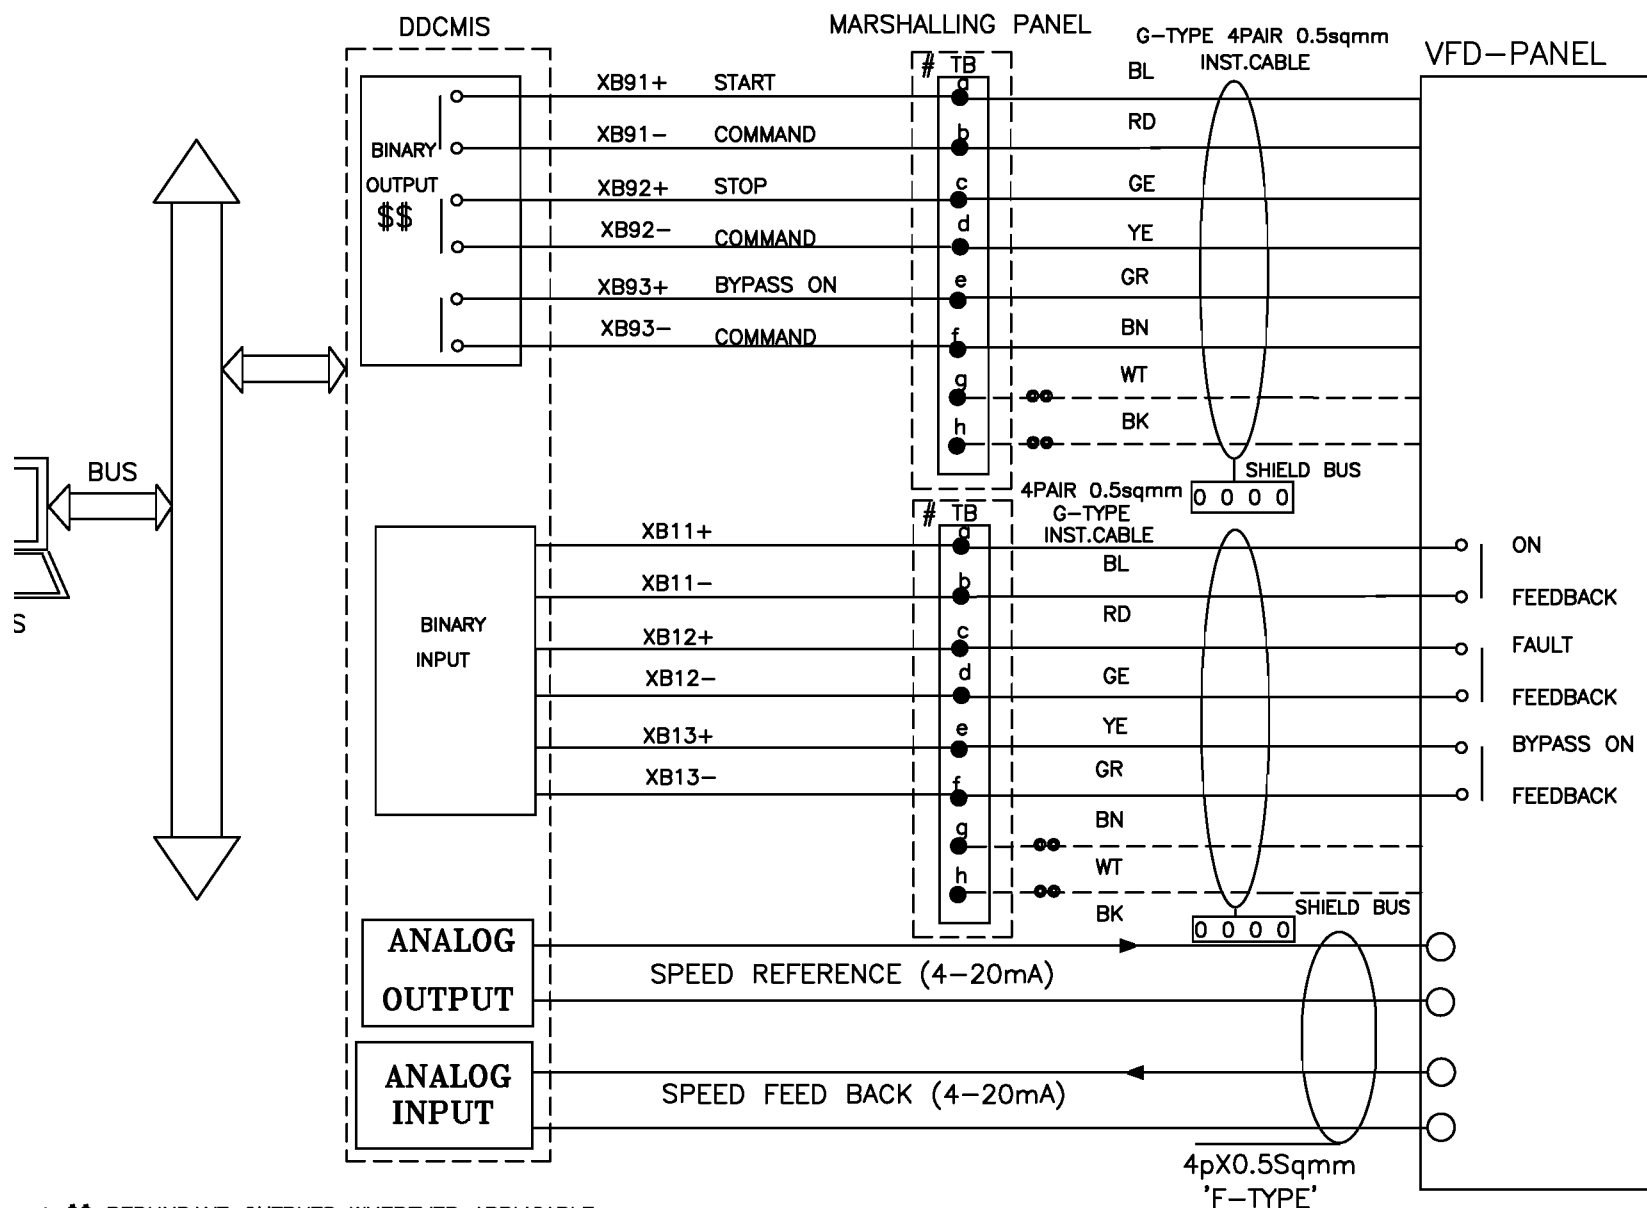 DDCMIS
MARSHALLING PANEL
G-TYPE 4PAIR 0.5sqmm
INST.CABLE
VFD-PANEL
# TB
BINARY
OUTPUT
$$
XB91+ START
XB91- COMMAND
XB92+ STOP
XB92- COMMAND
XB93+ BYPASS ON
XB93- COMMAND
a
b
c
d
e
f
g
h
BL
RD
GE
YE
GR
BN
WT
BK
SHIELD BUS
0 0 0 0
BUS
S
4PAIR 0.5sqmm
G-TYPE
INST.CABLE
# TB
BINARY
INPUT
XB11+
XB11-
XB12+
XB12-
XB13+
XB13-
a
b
c
d
e
f
g
h
BL
RD
GE
YE
GR
BN
WT
BK
ON
FEEDBACK
FAULT
FEEDBACK
BYPASS ON
FEEDBACK
SHIELD BUS
0 0 0 0
ANALOG
OUTPUT
SPEED REFERENCE (4-20mA)
ANALOG
INPUT
SPEED FEED BACK (4-20mA)
4pX0.5Sqmm
'F-TYPE'